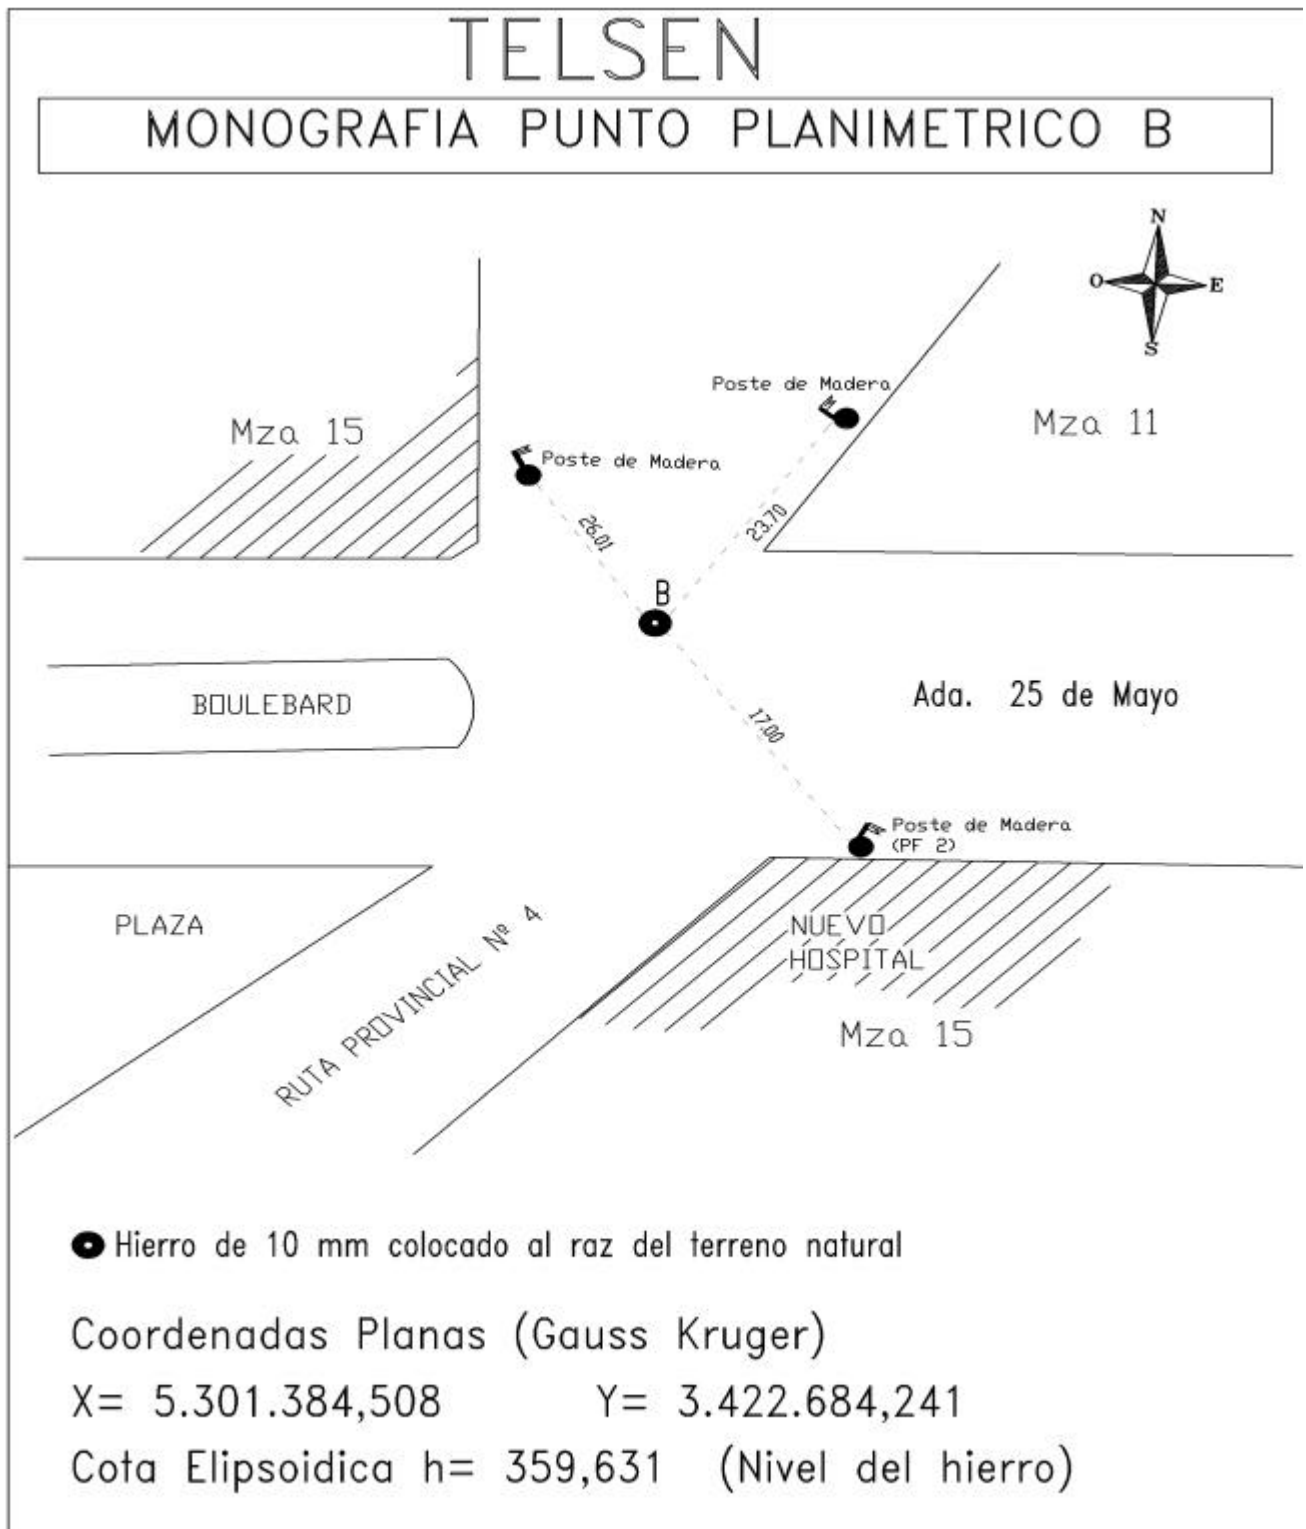 TELSEN
MONOGRAFIA PUNTO PLANIMETRICO B
N
O
E
S
Poste de Madera
Mza 15
Mza 11
Poste de Madera
26.01
23.70
B
BOULEBARD
Ada. 25 de Mayo
17.00
Poste de Madera
(PF 2)
PLAZA
RUTA PROVINCIAL Nº 4
NUEVO
HOSPITAL
Mza 15
Hierro de 10 mm colocado al raz del terreno natural
Coordenadas Planas (Gauss Kruger)
X= 5.301.384,508 Y= 3.422.684,241
Cota Elipsoidica h= 359,631 (Nivel del hierro)